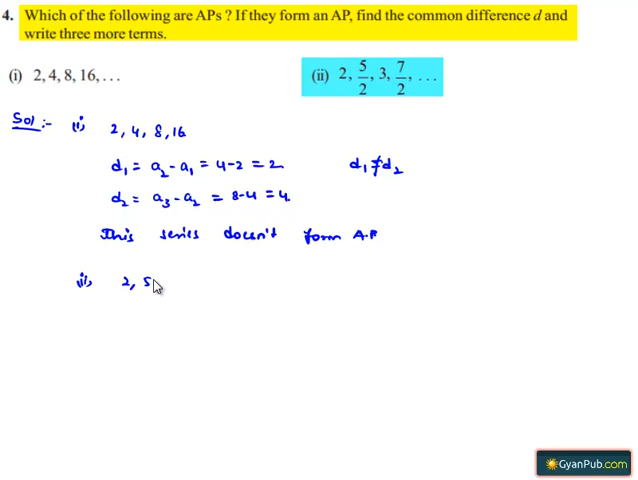 4. Which of the following are APs ? If they form an AP, find the common difference d and
write three more terms.
(i) 2, 4, 8, 16, . . .
(ii) 2, 5/2, 3, 7/2, . . .
Sol :- (i) 2, 4, 8, 16
d₁ = a₂ - a₁ = 4 - 2 = 2 d₁ ≠ d₂
d₂ = a₃ - a₂ = 8 - 4 = 4
This series doesn't form A.P
(ii) 2, 5
GyanPub.com